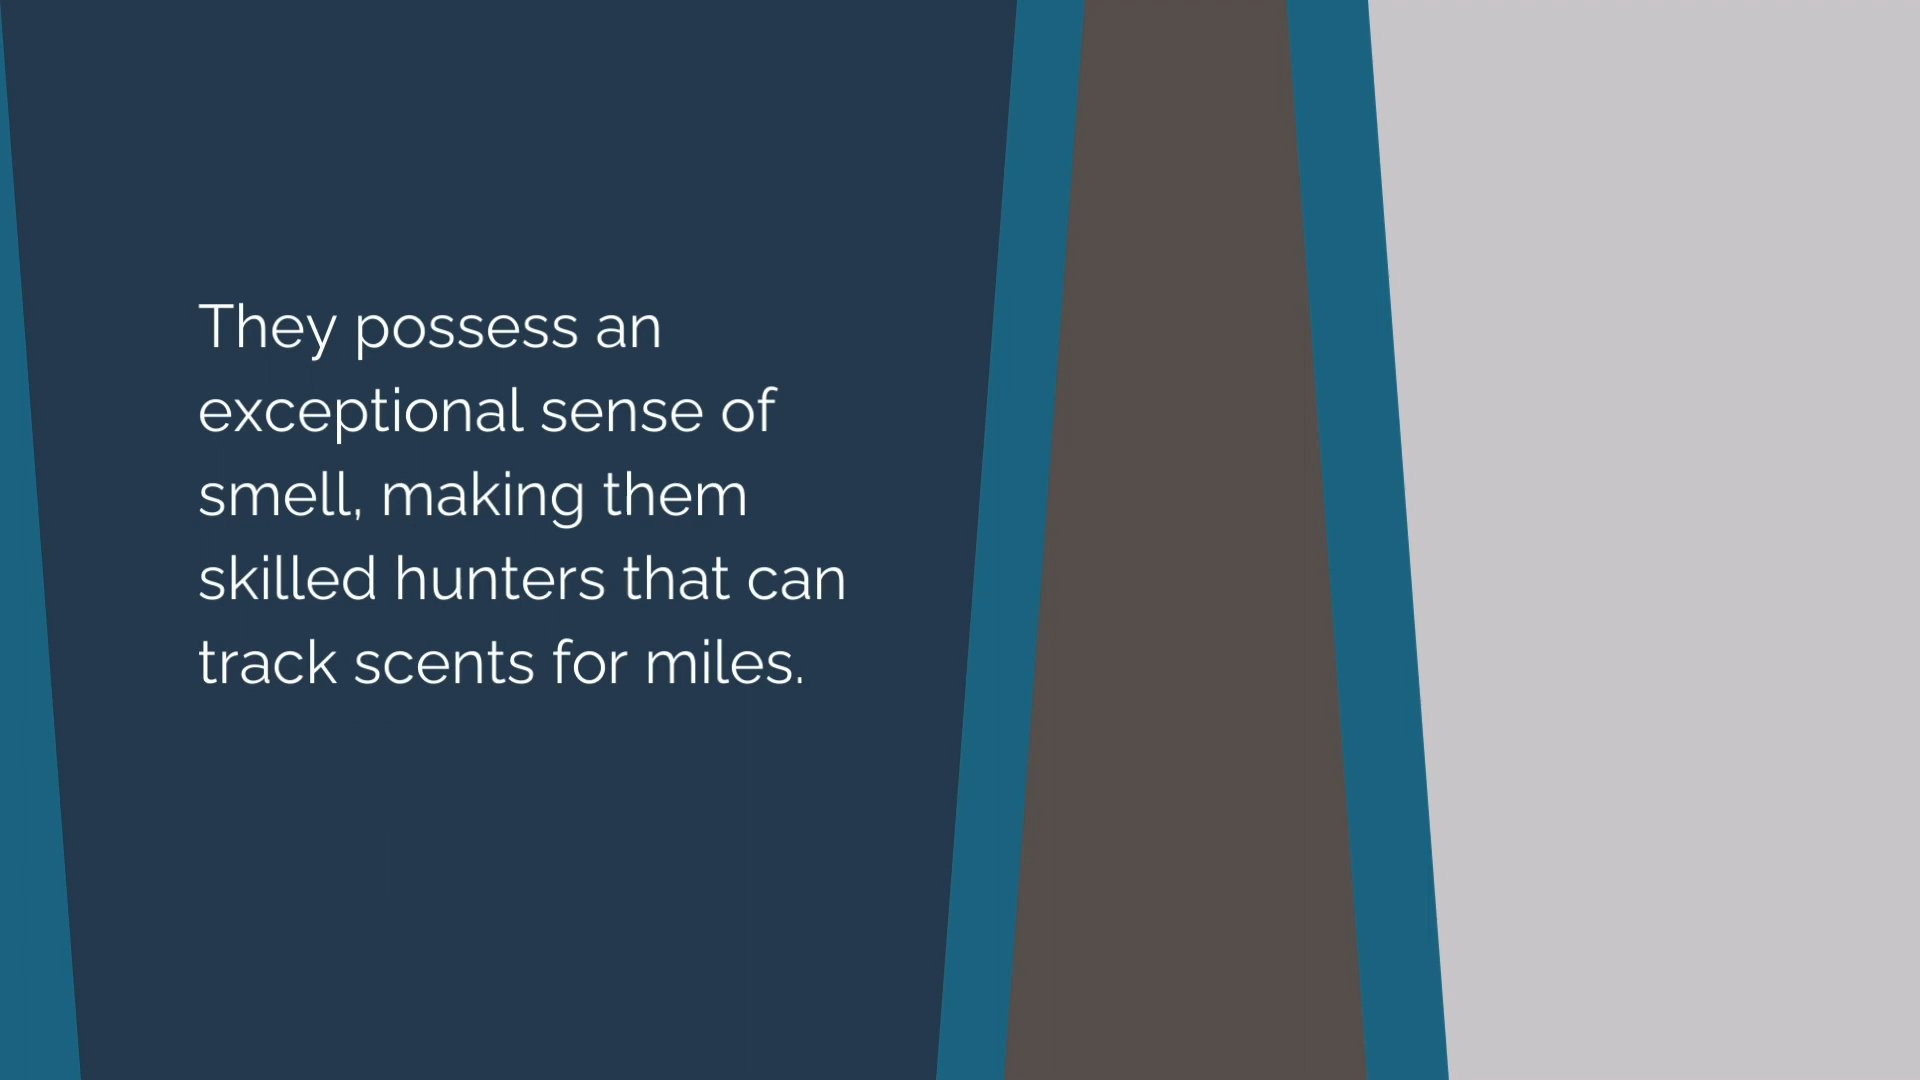 They possess an
exceptional sense of
smell, making them
skilled hunters that can
track scents for miles.